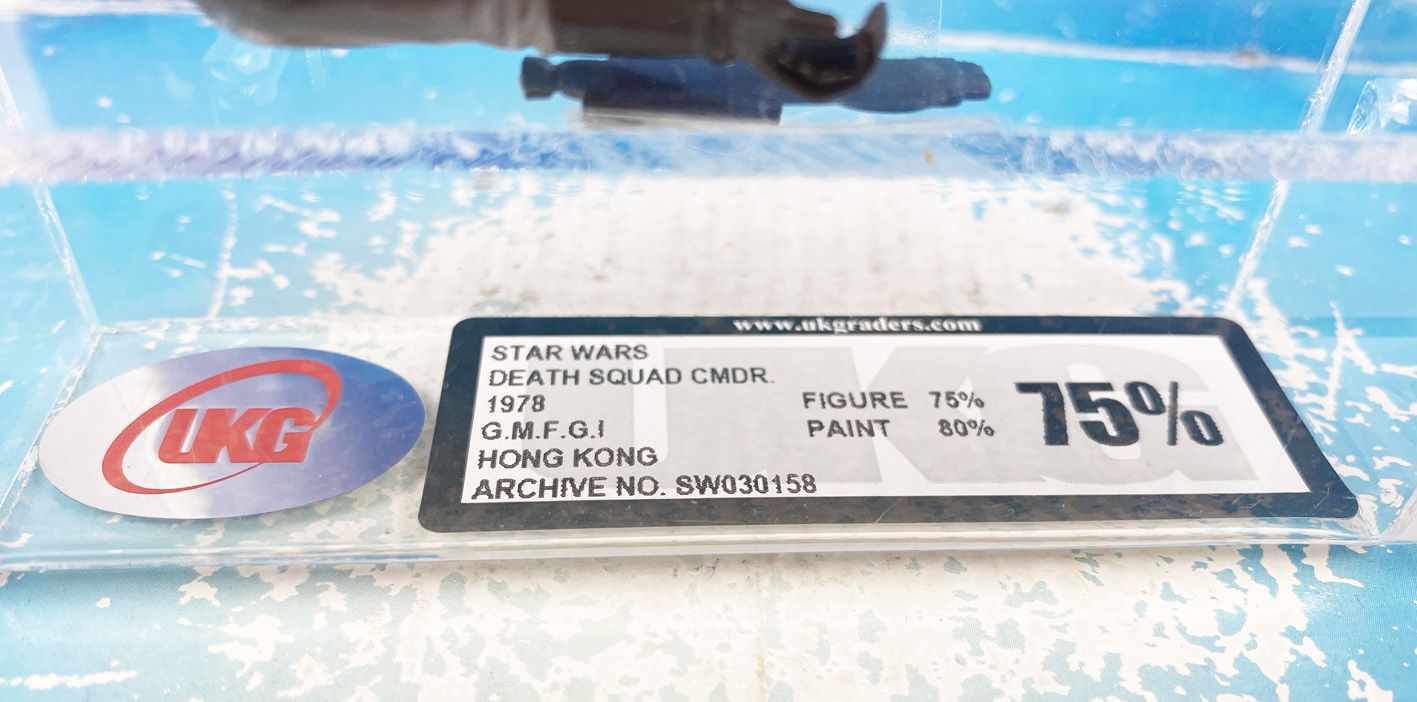 UKG
www.ukgraders.com
STAR WARS
DEATH SQUAD CMDR.
1978
G.M.F.G.I
HONG KONG
ARCHIVE NO. SW030158
FIGURE 75%
PAINT 80%
75%
UKG